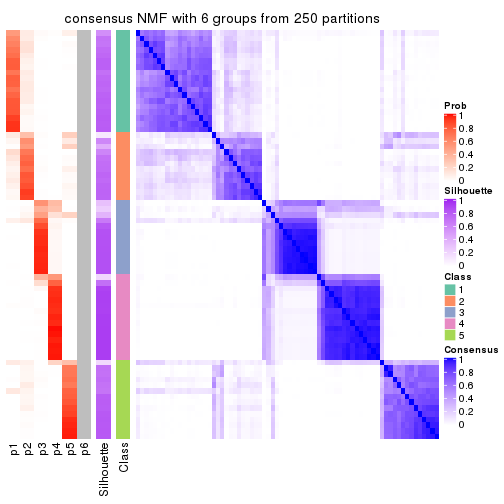 consensus NMF with 6 groups from 250 partitions
Prob
1
0.8
0.6
0.4
0.2
0
Silhouette
1
0.8
0.6
0.4
0.2
0
Class
1
2
3
4
5
Consensus
1
0.8
0.6
0.4
0.2
0
p1
p2
p3
p4
p5
p6
Silhouette
Class